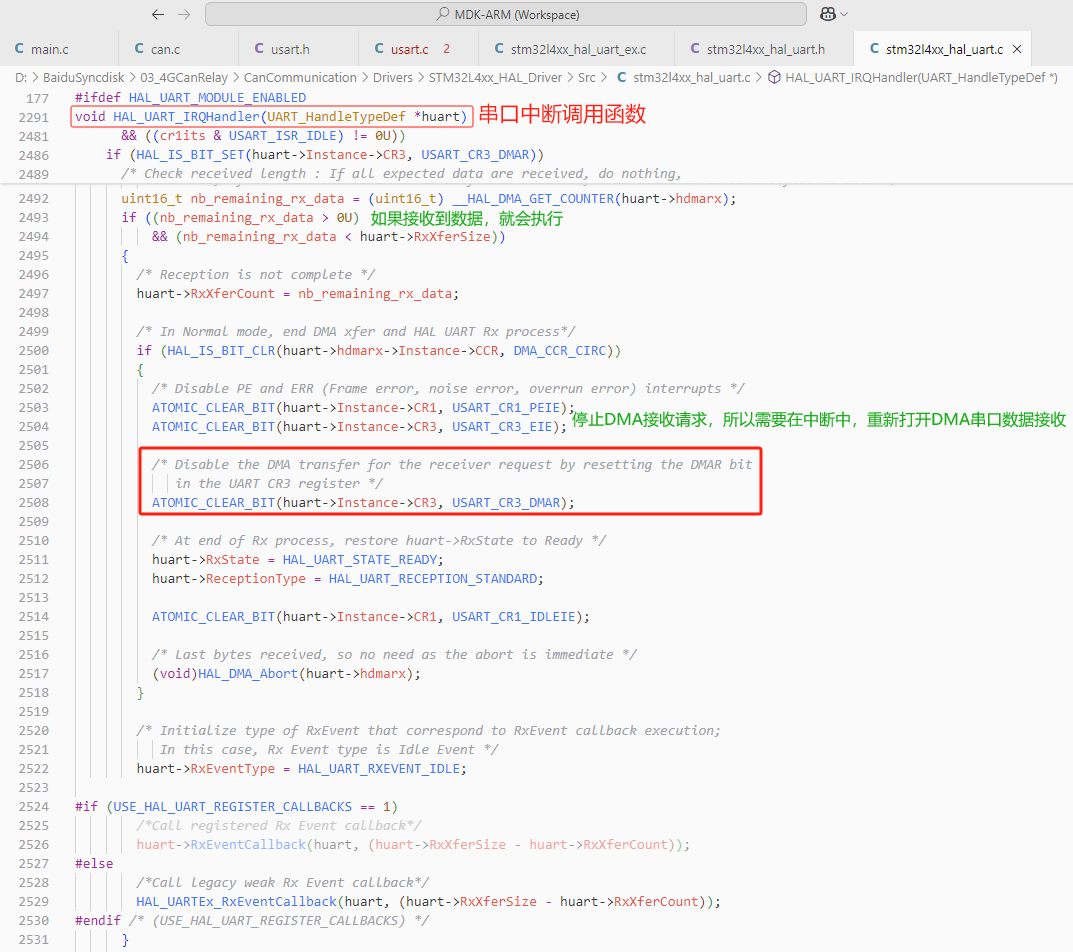 MDK-ARM (Workspace)
C main.c C can.c C usart.h C usart.c 2 C stm32l4xx_hal_uart_ex.c C stm32l4xx_hal_uart.h C stm32l4xx_hal_uart.c ×
D: > BaiduSyncdisk > 03_4GCanRelay > CanCommunication > Drivers > STM32L4xx_HAL_Driver > Src > C stm32l4xx_hal_uart.c > HAL_UART_IRQHandler(UART_HandleTypeDef *)
177 #ifdef HAL_UART_MODULE_ENABLED
2291 void HAL_UART_IRQHandler(UART_HandleTypeDef *huart) 串口中断调用函数
2481 && ((cr1its & USART_ISR_IDLE) != 0U))
2486 if (HAL_IS_BIT_SET(huart->Instance->CR3, USART_CR3_DMAR))
2489 /* Check received length : If all expected data are received, do nothing,
2492 uint16_t nb_remaining_rx_data = (uint16_t) __HAL_DMA_GET_COUNTER(huart->hdmarx);
2493 if ((nb_remaining_rx_data > 0U) 如果接收到数据，就会执行
2494 && (nb_remaining_rx_data < huart->RxXferSize))
2495 {
2496 /* Reception is not complete */
2497 huart->RxXferCount = nb_remaining_rx_data;
2498
2499 /* In Normal mode, end DMA xfer and HAL UART Rx process*/
2500 if (HAL_IS_BIT_CLR(huart->hdmarx->Instance->CCR, DMA_CCR_CIRC))
2501 {
2502 /* Disable PE and ERR (Frame error, noise error, overrun error) interrupts */
2503 ATOMIC_CLEAR_BIT(huart->Instance->CR1, USART_CR1_PEIE);
停止DMA接收请求，所以需要在中断中，重新打开DMA串口数据接收
2504 ATOMIC_CLEAR_BIT(huart->Instance->CR3, USART_CR3_EIE);
2505
2506 /* Disable the DMA transfer for the receiver request by resetting the DMAR bit
2507 in the UART CR3 register */
2508 ATOMIC_CLEAR_BIT(huart->Instance->CR3, USART_CR3_DMAR);
2509
2510 /* At end of Rx process, restore huart->RxState to Ready */
2511 huart->RxState = HAL_UART_STATE_READY;
2512 huart->ReceptionType = HAL_UART_RECEPTION_STANDARD;
2513
2514 ATOMIC_CLEAR_BIT(huart->Instance->CR1, USART_CR1_IDLEIE);
2515
2516 /* Last bytes received, so no need as the abort is immediate */
2517 (void)HAL_DMA_Abort(huart->hdmarx);
2518 }
2519
2520 /* Initialize type of RxEvent that correspond to RxEvent callback execution;
2521 In this case, Rx Event type is Idle Event */
2522 huart->RxEventType = HAL_UART_RXEVENT_IDLE;
2523
2524 #if (USE_HAL_UART_REGISTER_CALLBACKS == 1)
2525 /*Call registered Rx Event callback*/
2526 huart->RxEventCallback(huart, (huart->RxXferSize - huart->RxXferCount));
2527 #else
2528 /*Call legacy weak Rx Event callback*/
2529 HAL_UARTEx_RxEventCallback(huart, (huart->RxXferSize - huart->RxXferCount));
2530 #endif /* (USE_HAL_UART_REGISTER_CALLBACKS) */
2531 }